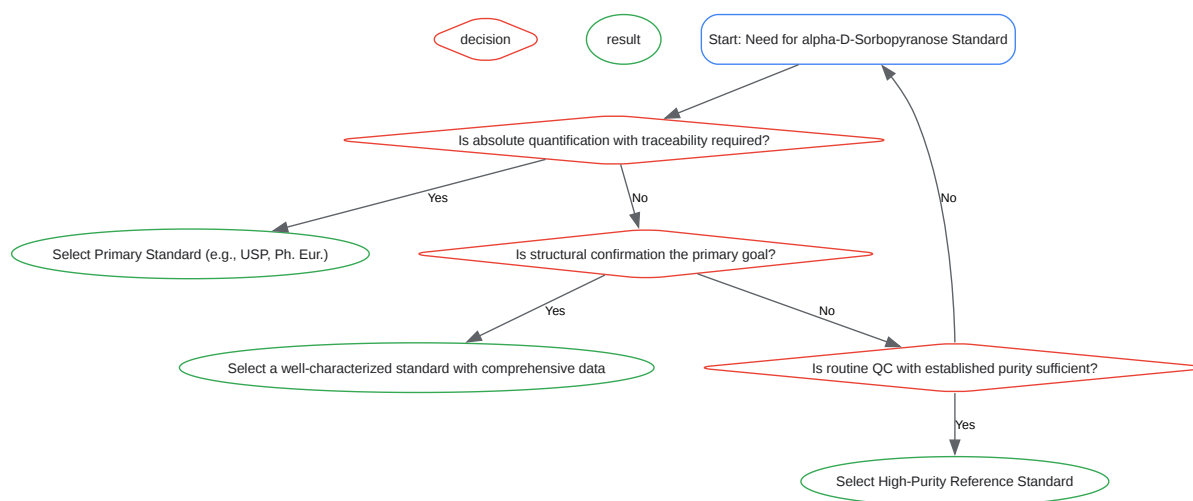 decision
result
Start: Need for alpha-D-Sorbopyranose Standard
Is absolute quantification with traceability required?
Yes
No
No
Select Primary Standard (e.g., USP, Ph. Eur.)
Is structural confirmation the primary goal?
Yes
No
Select a well-characterized standard with comprehensive data
Is routine QC with established purity sufficient?
Yes
Select High-Purity Reference Standard